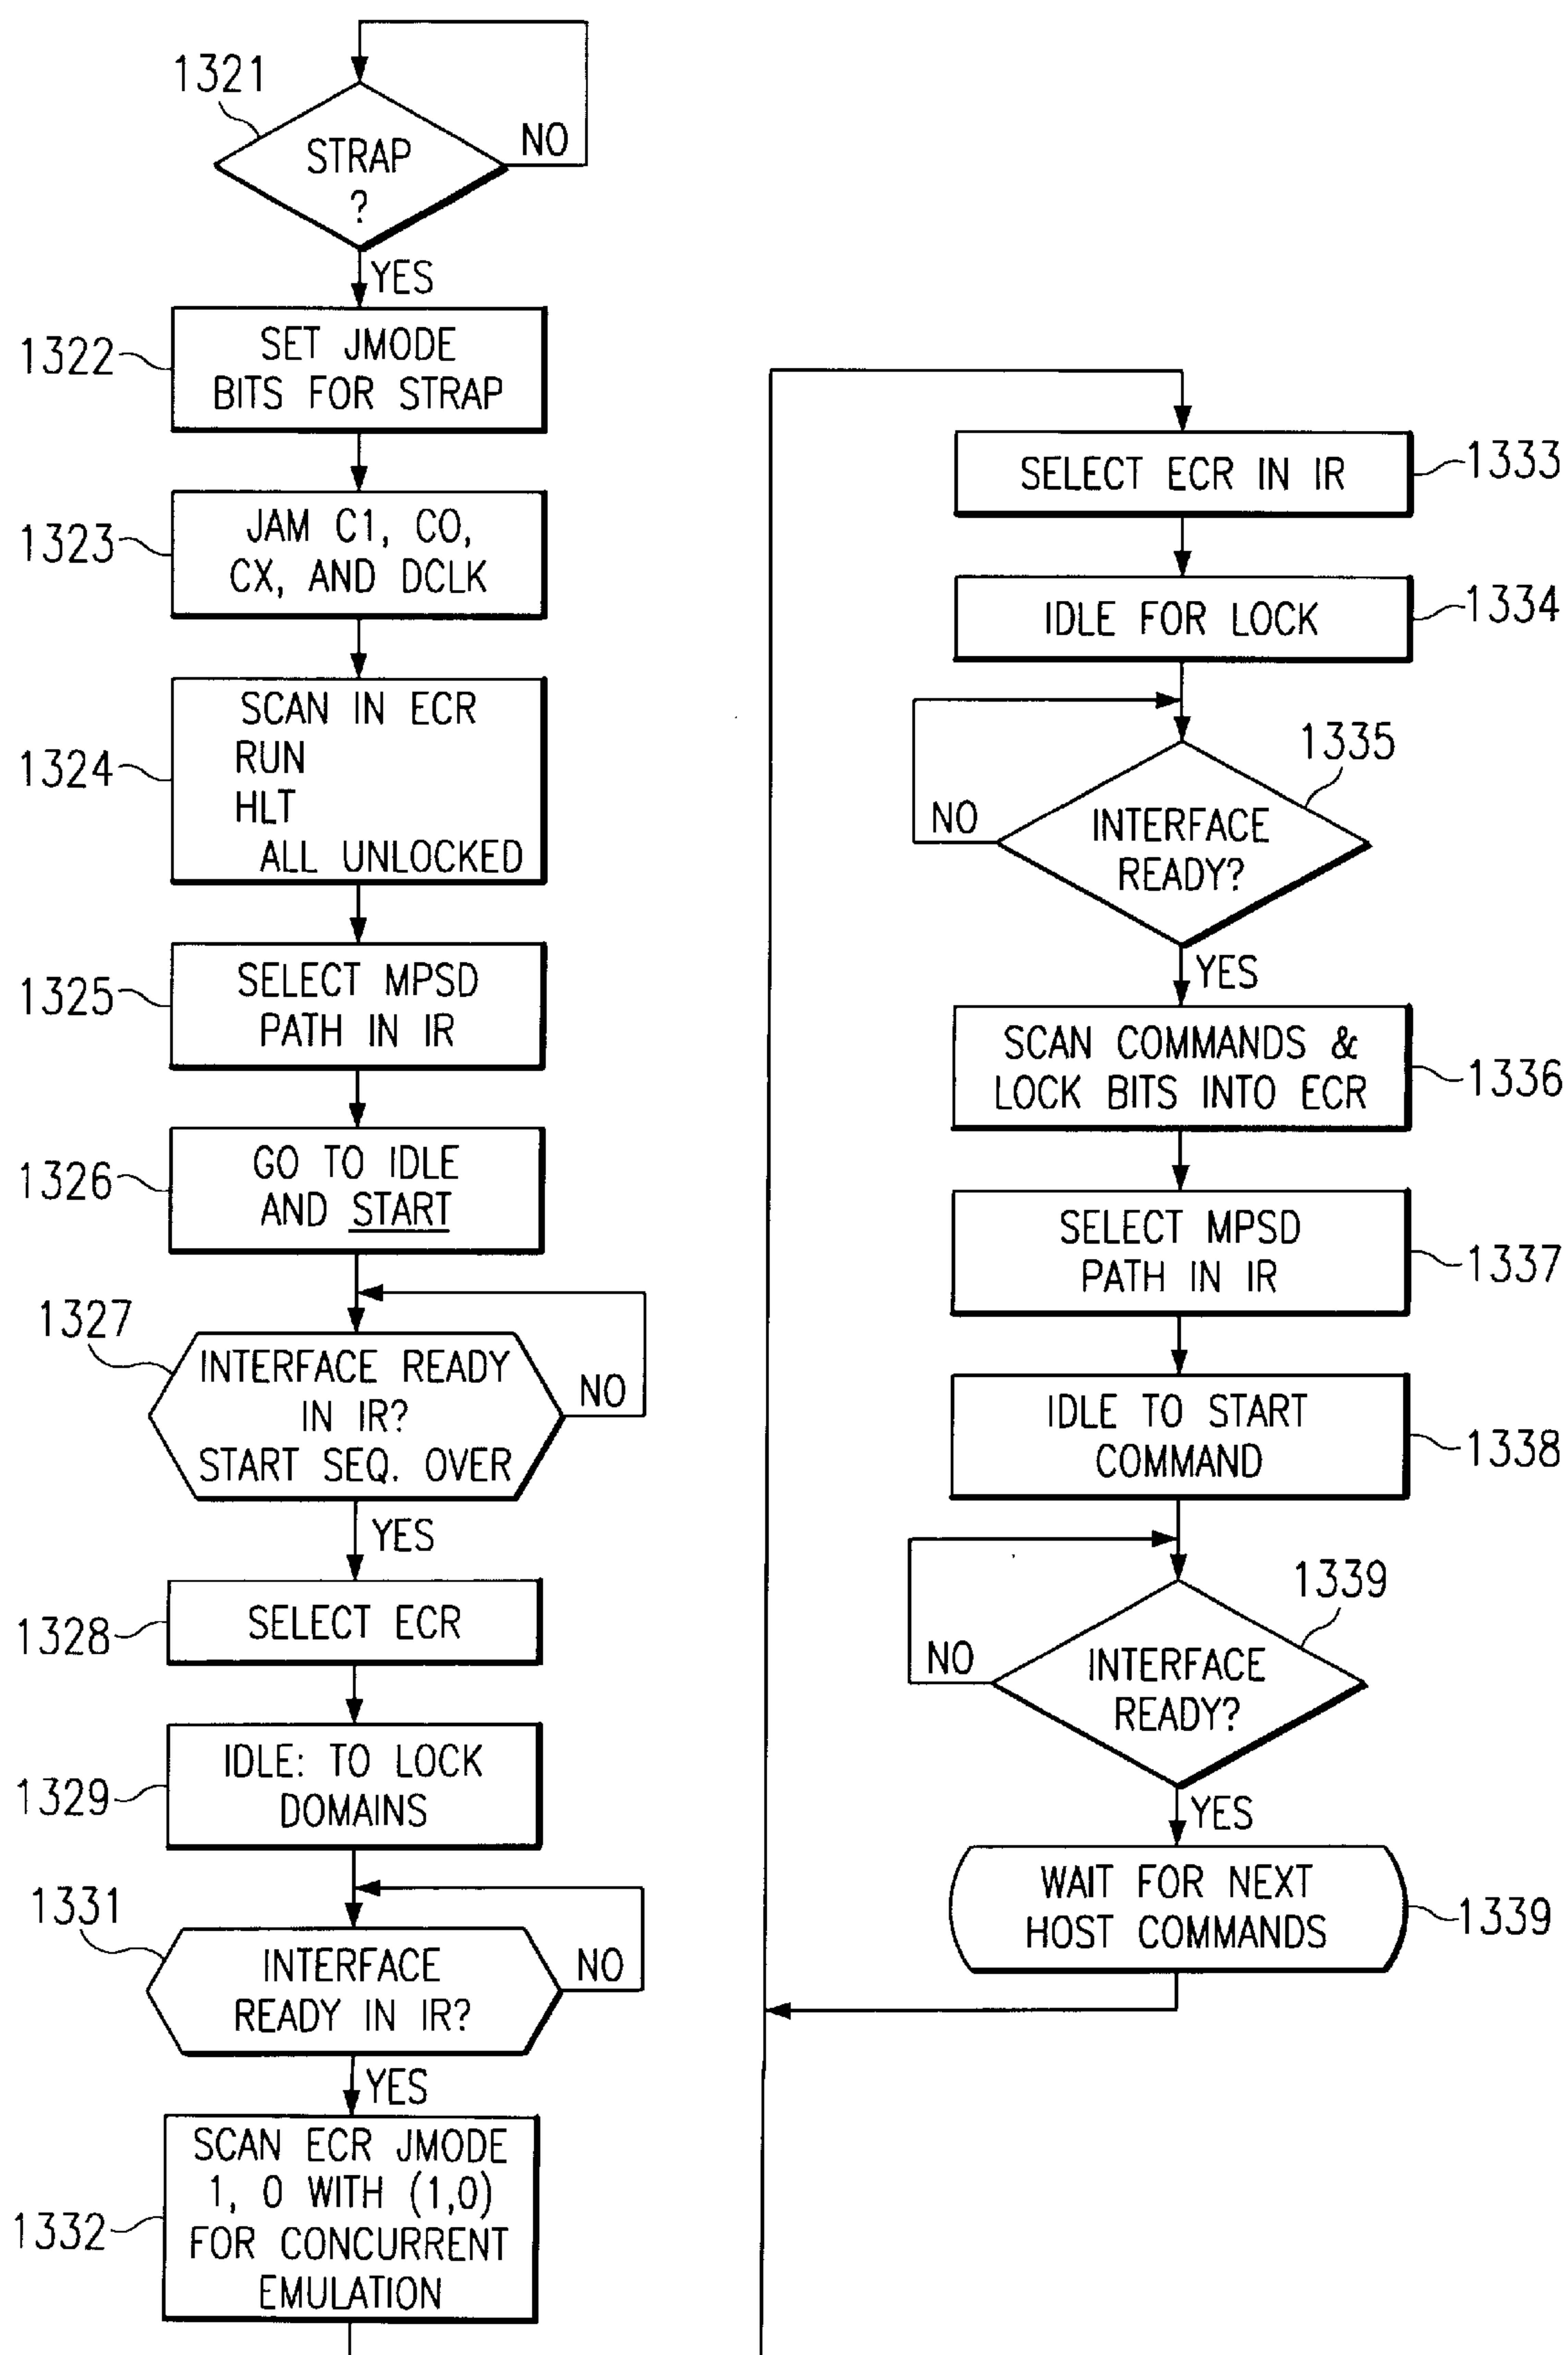 1321
STRAP
?
NO
YES
1322
SET JMODE
BITS FOR STRAP
1323
JAM C1, C0,
CX, AND DCLK
1324
SCAN IN ECR
RUN
HLT
ALL UNLOCKED
1325
SELECT MPSD
PATH IN IR
1326
GO TO IDLE
AND START
1327
INTERFACE READY
IN IR?
START SEQ. OVER
NO
YES
1328
SELECT ECR
1329
IDLE: TO LOCK
DOMAINS
1331
INTERFACE
READY IN IR?
NO
YES
1332
SCAN ECR JMODE
1, 0 WITH (1,0)
FOR CONCURRENT
EMULATION
SELECT ECR IN IR
1333
IDLE FOR LOCK
1334
1335
NO
INTERFACE
READY?
YES
SCAN COMMANDS &
LOCK BITS INTO ECR
1336
SELECT MPSD
PATH IN IR
1337
IDLE TO START
COMMAND
1338
1339
NO
INTERFACE
READY?
YES
WAIT FOR NEXT
HOST COMMANDS
1339